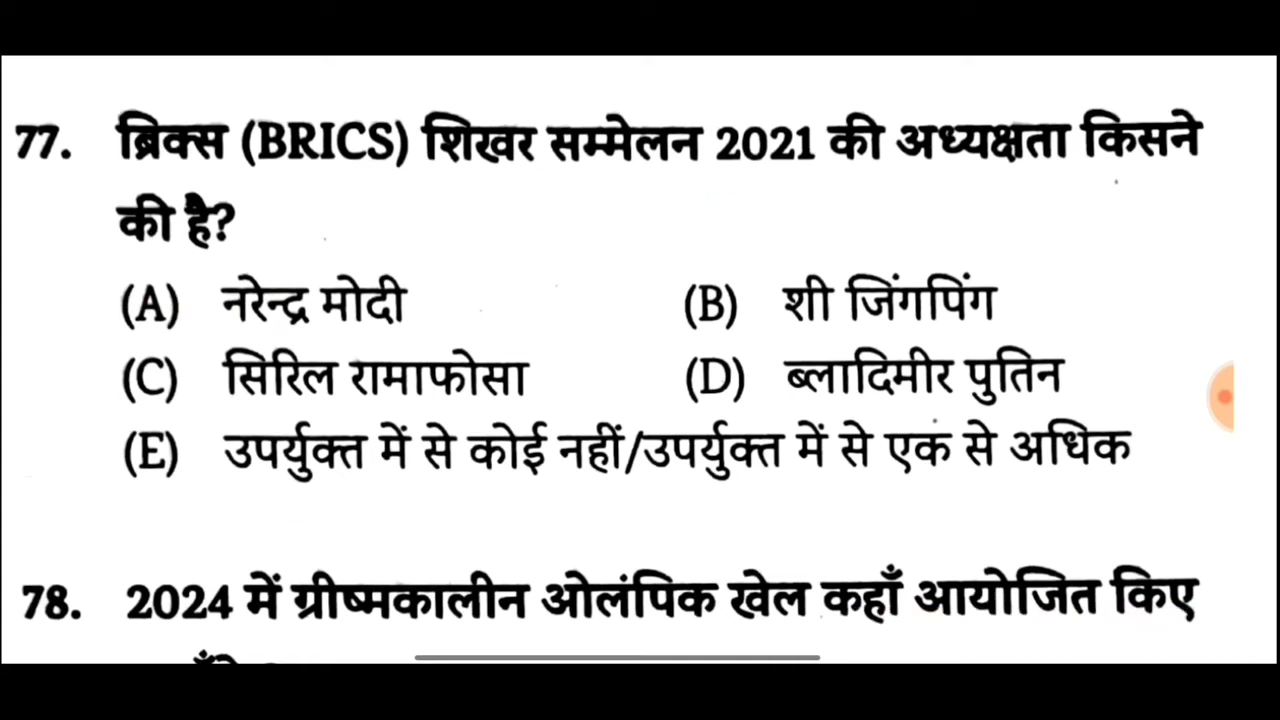 77. ब्रिक्स (BRICS) शिखर सम्मेलन 2021 की अध्यक्षता किसने
की है?
(A) नरेन्द्र मोदी (B) शी जिंगपिंग
(C) सिरिल रामाफोसा (D) ब्लादिमीर पुतिन
(E) उपर्युक्त में से कोई नहीं/उपर्युक्त में से एक से अधिक
78. 2024 में ग्रीष्मकालीन ओलंपिक खेल कहाँ आयोजित किए